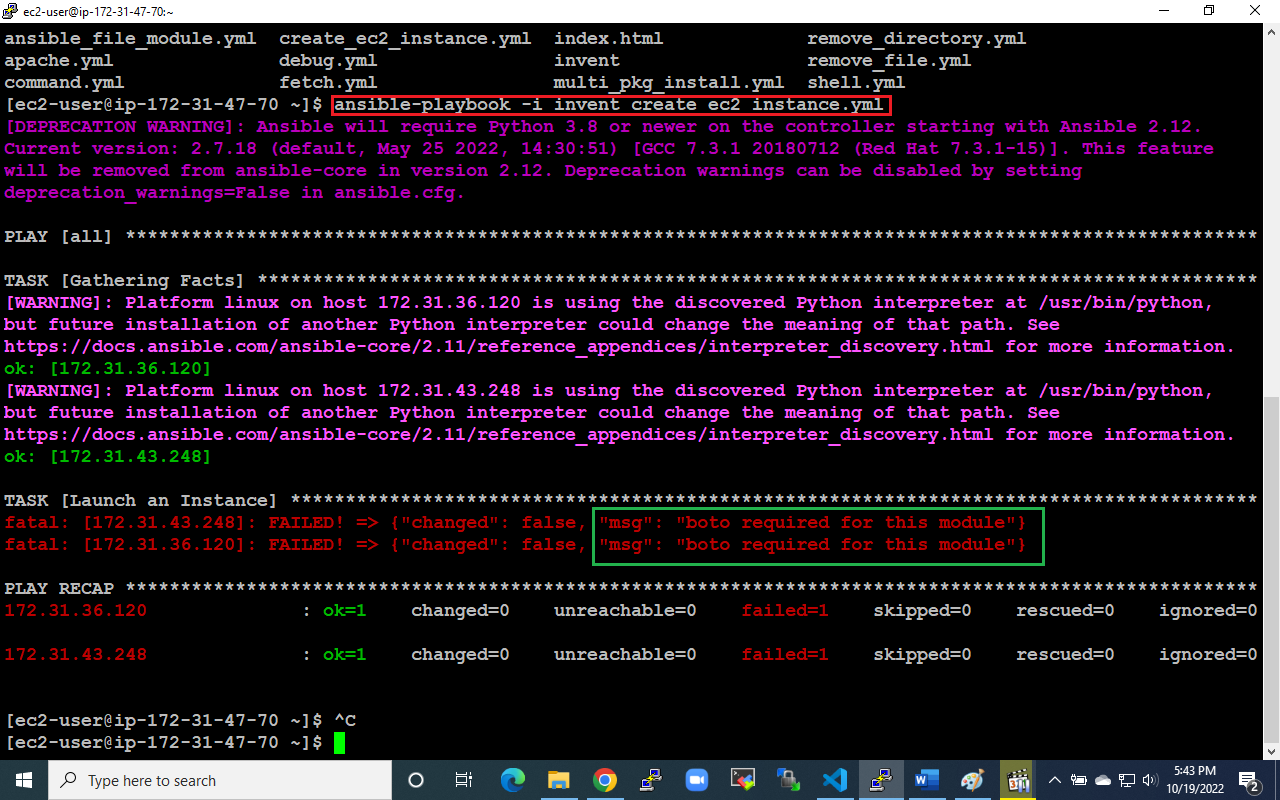 ec2-user@ip-172-31-47-70:~
ansible_file_module.yml create_ec2_instance.yml index.html remove_directory.yml
apache.yml debug.yml invent remove_file.yml
command.yml fetch.yml multi_pkg_install.yml shell.yml
[ec2-user@ip-172-31-47-70 ~]$ ansible-playbook -i invent create_ec2_instance.yml
[DEPRECATION WARNING]: Ansible will require Python 3.8 or newer on the controller starting with Ansible 2.12.
Current version: 2.7.18 (default, May 25 2022, 14:30:51) [GCC 7.3.1 20180712 (Red Hat 7.3.1-15)]. This feature
will be removed from ansible-core in version 2.12. Deprecation warnings can be disabled by setting
deprecation_warnings=False in ansible.cfg.
PLAY [all] *******************************************************************************************************
TASK [Gathering Facts] *******************************************************************************************
[WARNING]: Platform linux on host 172.31.36.120 is using the discovered Python interpreter at /usr/bin/python,
but future installation of another Python interpreter could change the meaning of that path. See
https://docs.ansible.com/ansible-core/2.11/reference_appendices/interpreter_discovery.html for more information.
ok: [172.31.36.120]
[WARNING]: Platform linux on host 172.31.43.248 is using the discovered Python interpreter at /usr/bin/python,
but future installation of another Python interpreter could change the meaning of that path. See
https://docs.ansible.com/ansible-core/2.11/reference_appendices/interpreter_discovery.html for more information.
ok: [172.31.43.248]
TASK [Launch an Instance] ****************************************************************************************
fatal: [172.31.43.248]: FAILED! => {"changed": false, "msg": "boto required for this module"}
fatal: [172.31.36.120]: FAILED! => {"changed": false, "msg": "boto required for this module"}
PLAY RECAP *******************************************************************************************************
172.31.36.120 : ok=1 changed=0 unreachable=0 failed=1 skipped=0 rescued=0 ignored=0
172.31.43.248 : ok=1 changed=0 unreachable=0 failed=1 skipped=0 rescued=0 ignored=0
[ec2-user@ip-172-31-47-70 ~]$ ^C
[ec2-user@ip-172-31-47-70 ~]$
Type here to search
5:43 PM
10/19/2022
2